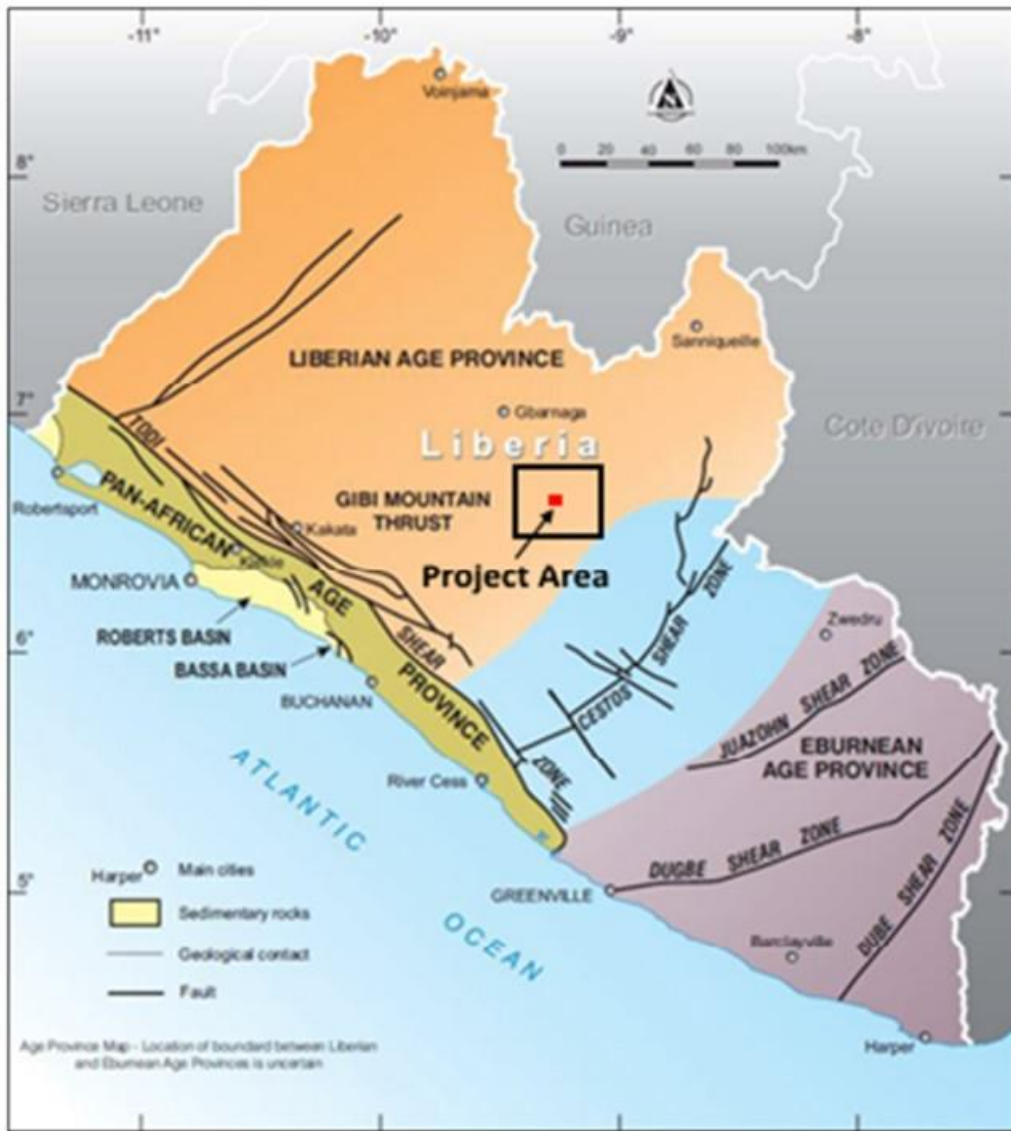 -11° -10° -9° -8°
Voinjama
0 20 40 60 80 100km
8°
Sierra Leone
Guinea
Sanniqueille
LIBERIAN AGE PROVINCE
7°
Gbarnaga
Cote D'ivoire
Liberia
TODI
PAN-AFRICAN
GIBI MOUNTAIN
THRUST
Robertsport
Kakata
Project Area
MONROVIA
AGE
ZONE
ROBERTS BASIN
SHEAR
SHEAR
Zwedru
6°
BASSA BASIN
PROVINCE
BUCHANAN
CESTOS
JUAZOHN SHEAR ZONE
EBURNEAN
AGE PROVINCE
ATLANTIC
River Cess
ZONE
DUGBE SHEAR ZONE
DUBE SHEAR ZONE
5°
GREENVILLE
OCEAN
Barclayville
Harper
Harper Main cities
Sedimentary rocks
Geological contact
Fault
Age Province Map - Location of boundard between Liberian
and Eburnean Age Provinces is uncertain